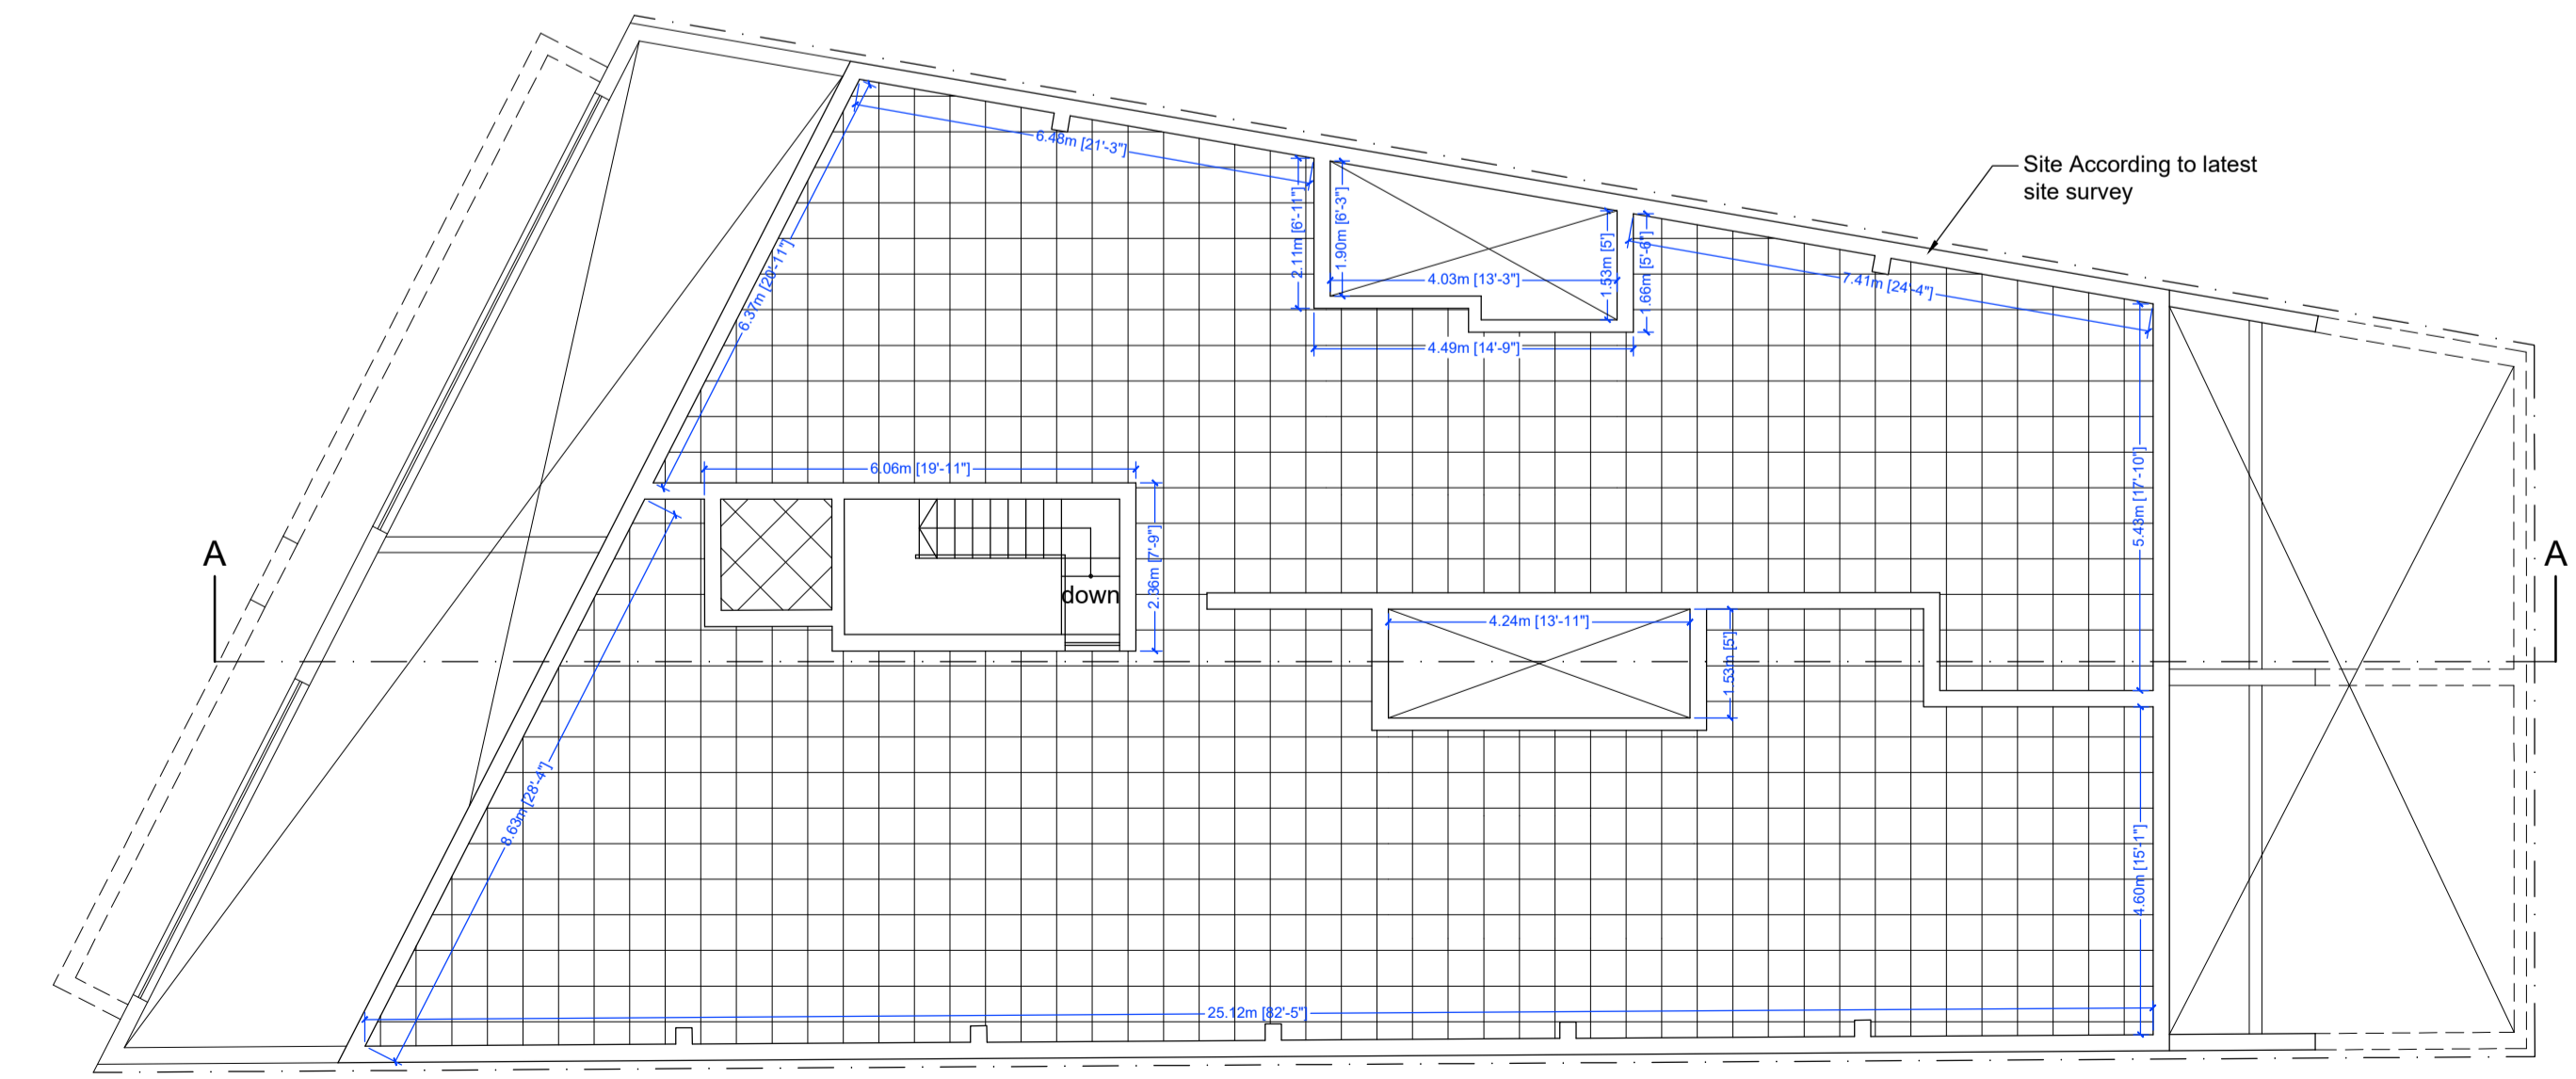 Site According to latest
site survey
6.48m [21'-3"]
2.11m [6'-11"]
1.90m [6'-3"]
4.03m [13'-3"]
1.53m [5']
1.66m [5'-6"]
7.41m [24'-4"]
4.49m [14'-9"]
6.37m [20'-11"]
6.06m [19'-11"]
5.43m [17'-10"]
A
A
2.36m [7'-9"]
down
4.24m [13'-11"]
1.53m [5']
8.63m [28'-4"]
4.60m [15'-1"]
25.12m [82'-5"]